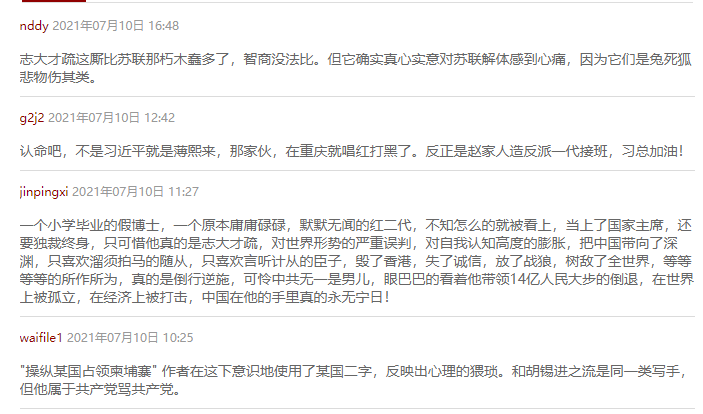 nddy 2021年07月10日 16:48
志大才疏这厮比苏联那朽木蠢多了，智商没法比。但它确实真心实意对苏联解体感到心痛，因为它们是兔死狐
悲物伤其类。
g2j2 2021年07月10日 12:42
认命吧，不是习近平就是薄熙来，那家伙，在重庆就唱红打黑了。反正是赵家人造反派一代接班，习总加油！
jinpingxi 2021年07月10日 11:27
一个小学毕业的假博士，一个原本庸庸碌碌，默默无闻的红二代，不知怎么的就被看上，当上了国家主席，还
要独裁终身，只可惜他真的是志大才疏，对世界形势的严重误判，对自我认知高度的膨胀，把中国带向了深
渊，只喜欢溜须拍马的随从，只喜欢言听计从的臣子，毁了香港，失了诚信，放了战狼，树敌了全世界，等等
等等的所作所为，真的是倒行逆施，可怜中共无一是男儿，眼巴巴的看着他带领14亿人民大步的倒退，在世界
上被孤立，在经济上被打击，中国在他的手里真的永无宁日！
waifile1 2021年07月10日 10:25
"操纵某国占领柬埔寨" 作者在这下意识地使用了某国二字，反映出心理的猥琐。和胡锡进之流是同一类写手，
但他属于共产党骂共产党。